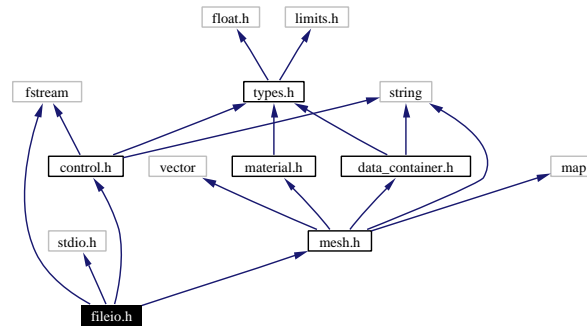 float.h
limits.h
fstream
types.h
string
control.h
vector
material.h
data_container.h
map
stdio.h
mesh.h
fileio.h